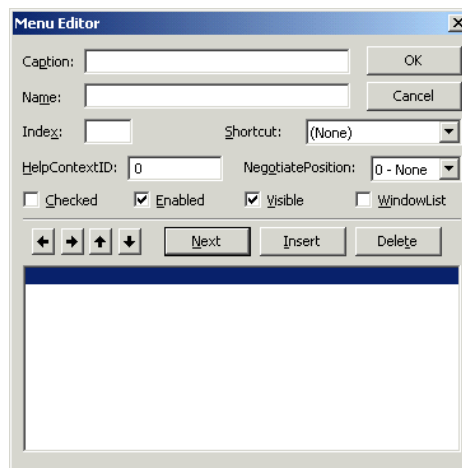 Menu Editor
Caption: OK
Name: Cancel
Index: Shortcut: (None)
HelpContextID: 0 NegotiatePosition: 0 - None
Checked Enabled Visible WindowList
Next Insert Delete